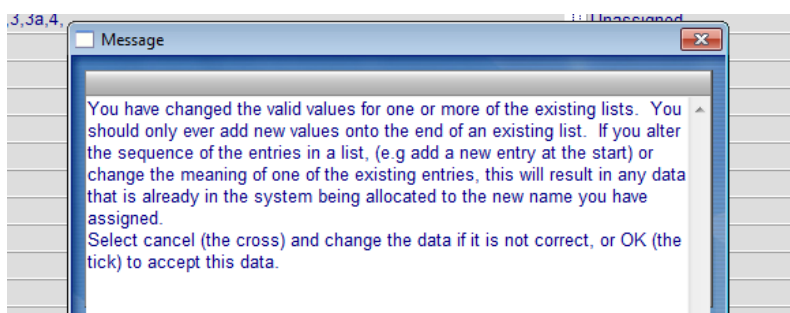 ,3,3a,4,
Unassigned
Message
You have changed the valid values for one or more of the existing lists. You
should only ever add new values onto the end of an existing list. If you alter
the sequence of the entries in a list, (e.g add a new entry at the start) or
change the meaning of one of the existing entries, this will result in any data
that is already in the system being allocated to the new name you have
assigned.
Select cancel (the cross) and change the data if it is not correct, or OK (the
tick) to accept this data.